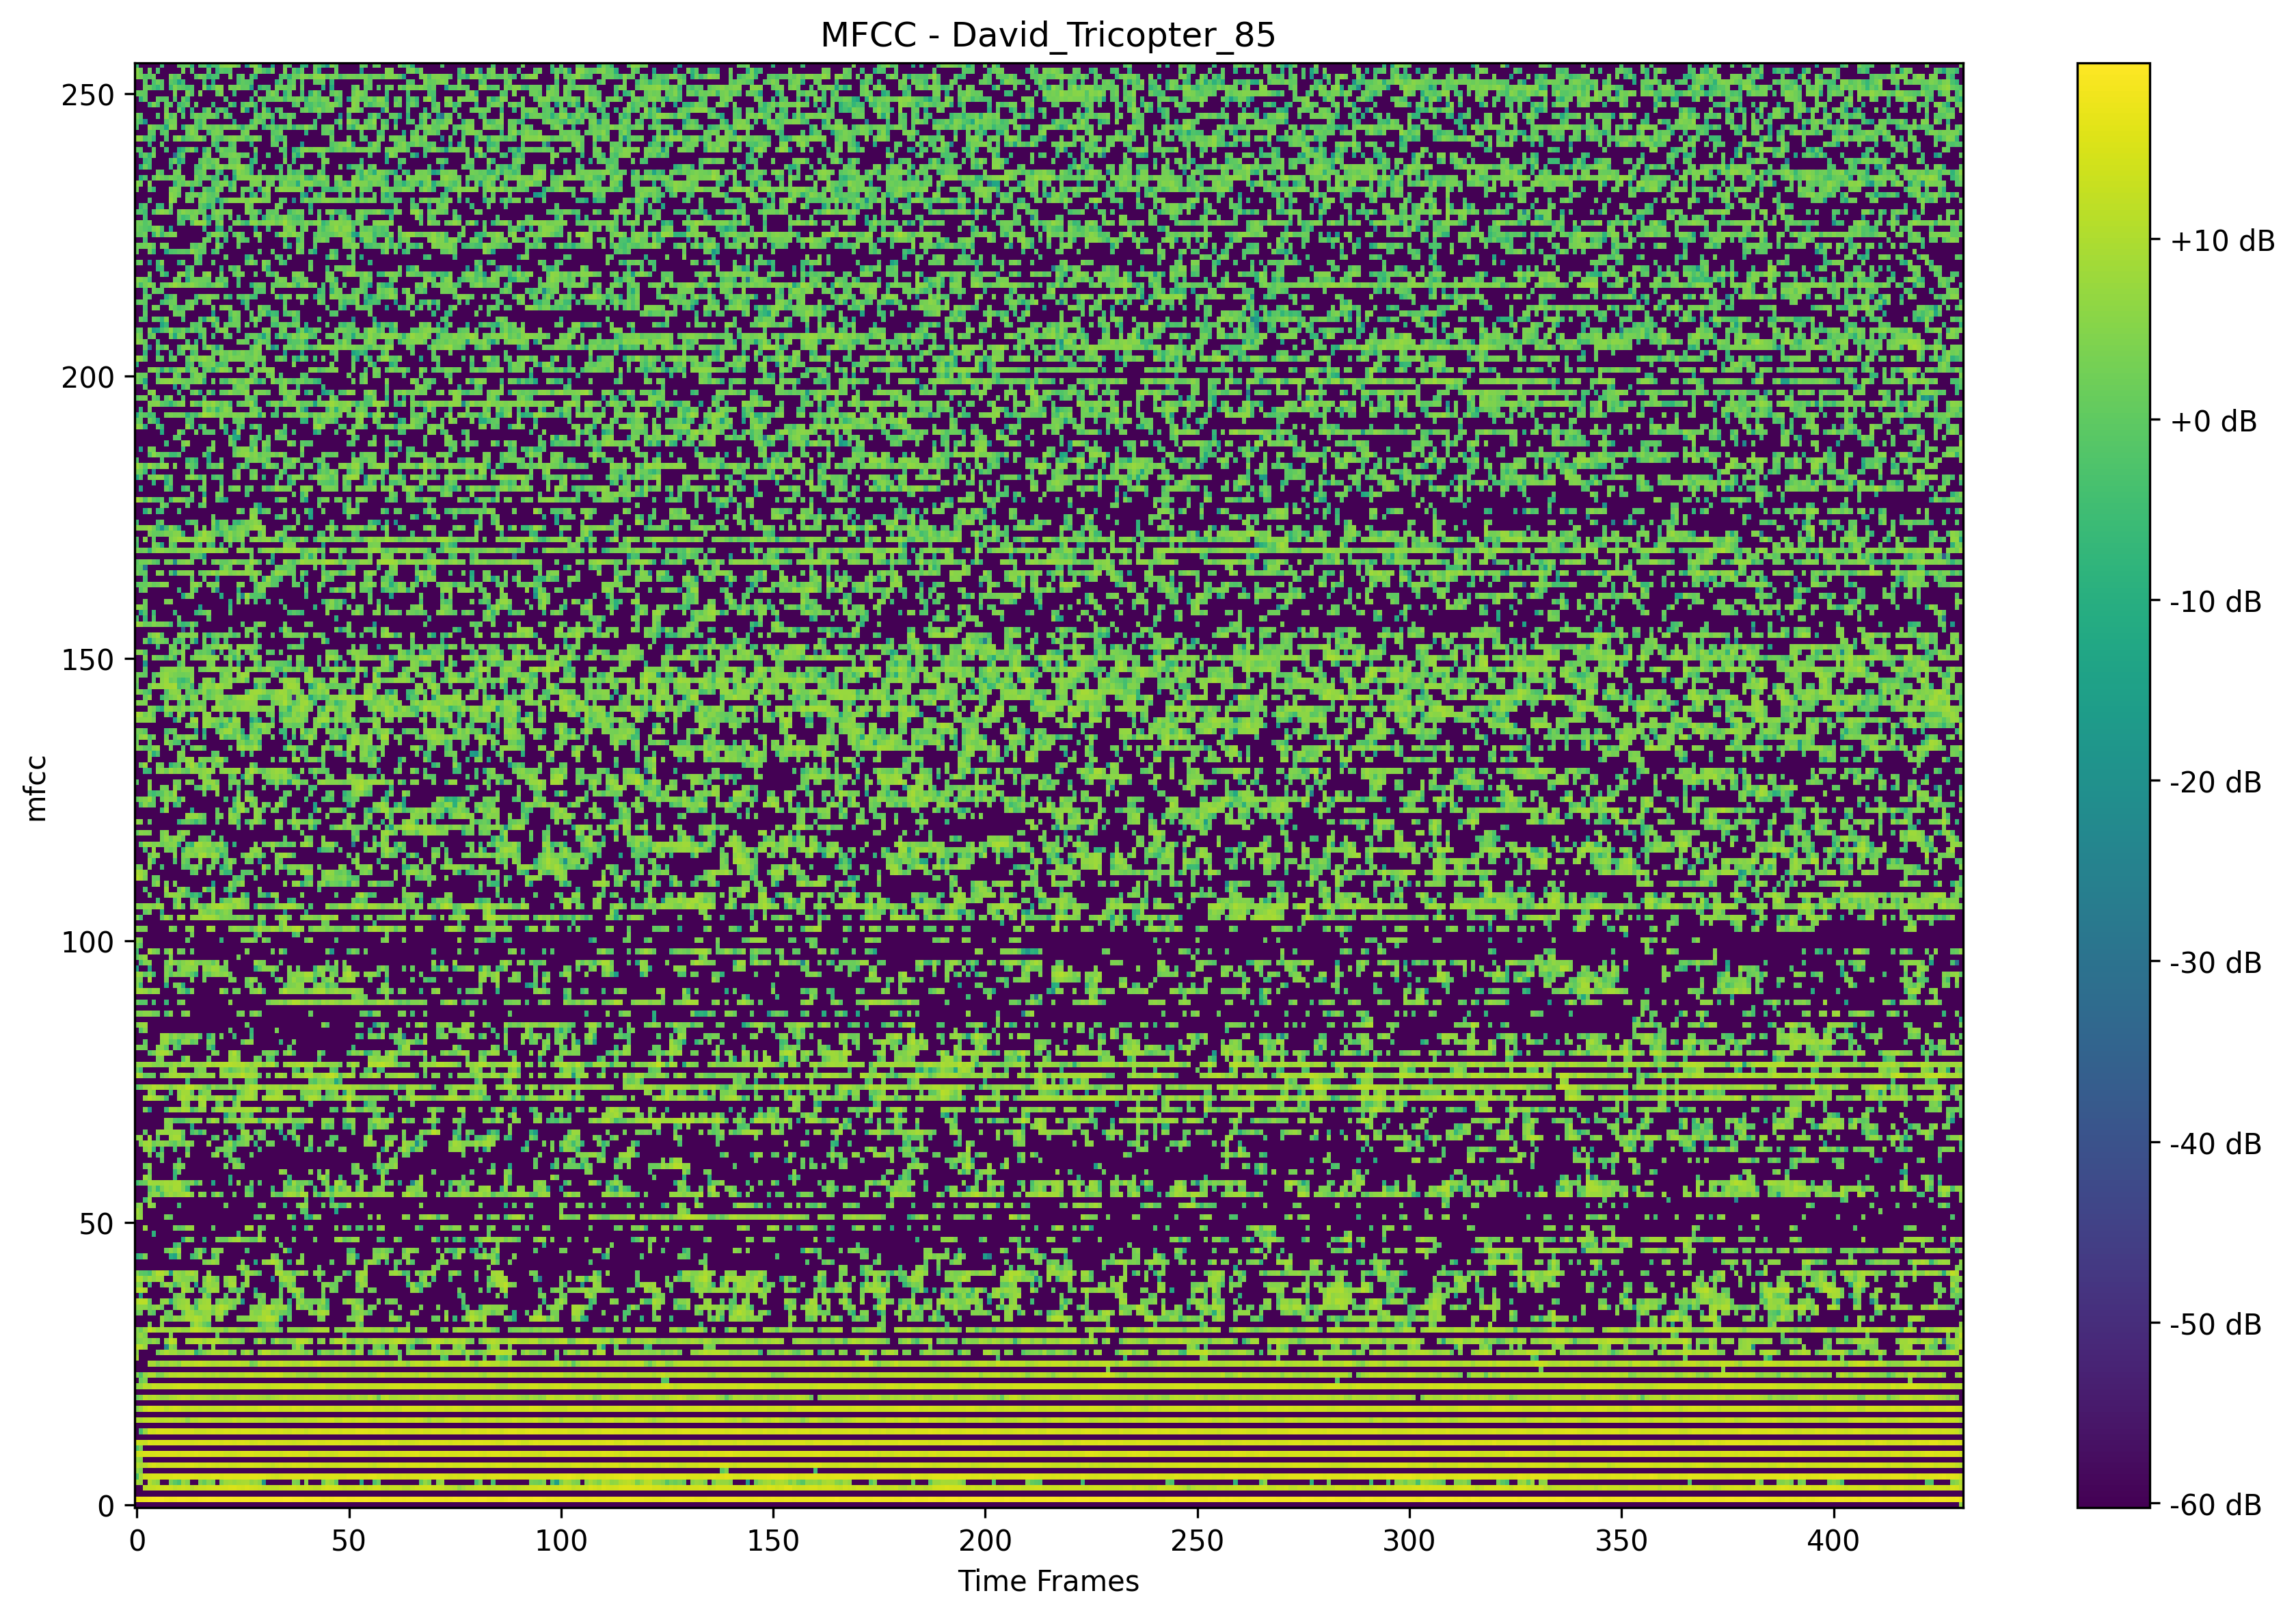 MFCC - David_Tricopter_85
250
200
150
100
50
0
mfcc
0 50 100 150 200 250 300 350 400
Time Frames
+10 dB
+0 dB
-10 dB
-20 dB
-30 dB
-40 dB
-50 dB
-60 dB